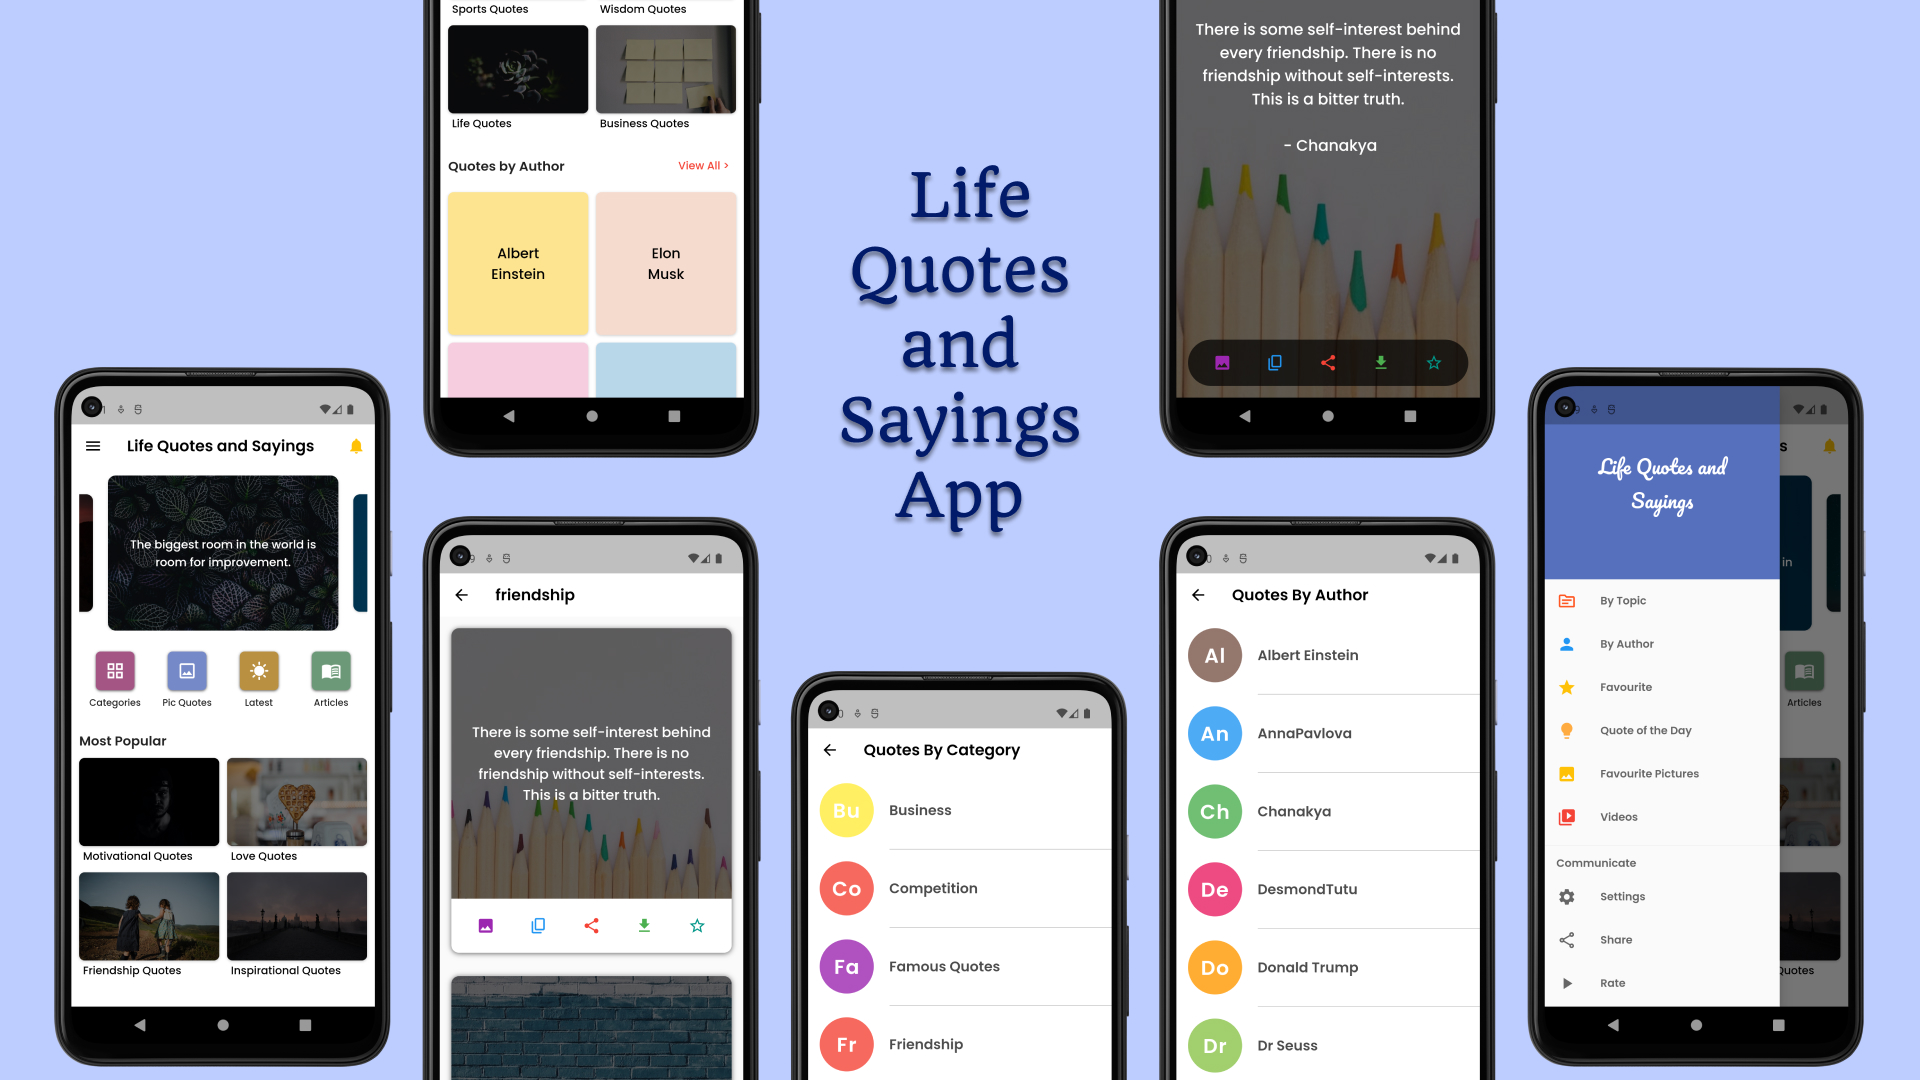 Life
Quotes
and
Sayings
App
Life Quotes and Sayings
The biggest room in the world is
room for improvement.
Categories
Pic Quotes
Latest
Articles
Most Popular
Motivational Quotes
Love Quotes
Friendship Quotes
Inspirational Quotes
Sports Quotes
Wisdom Quotes
Life Quotes
Business Quotes
Quotes by Author
View All >
Albert
Einstein
Elon
Musk
friendship
There is some self-interest behind
every friendship. There is no
friendship without self-interests.
This is a bitter truth.
Quotes By Category
Bu
Business
Co
Competition
Fa
Famous Quotes
Fr
Friendship
There is some self-interest behind
every friendship. There is no
friendship without self-interests.
This is a bitter truth.
- Chanakya
Quotes By Author
Al
Albert Einstein
An
AnnaPavlova
Ch
Chanakya
De
DesmondTutu
Do
Donald Trump
Dr
Dr Seuss
Life Quotes and
Sayings
s
in
By Topic
By Author
Favourite
Articles
Quote of the Day
Favourite Pictures
Videos
Communicate
Settings
Share
Quotes
Rate